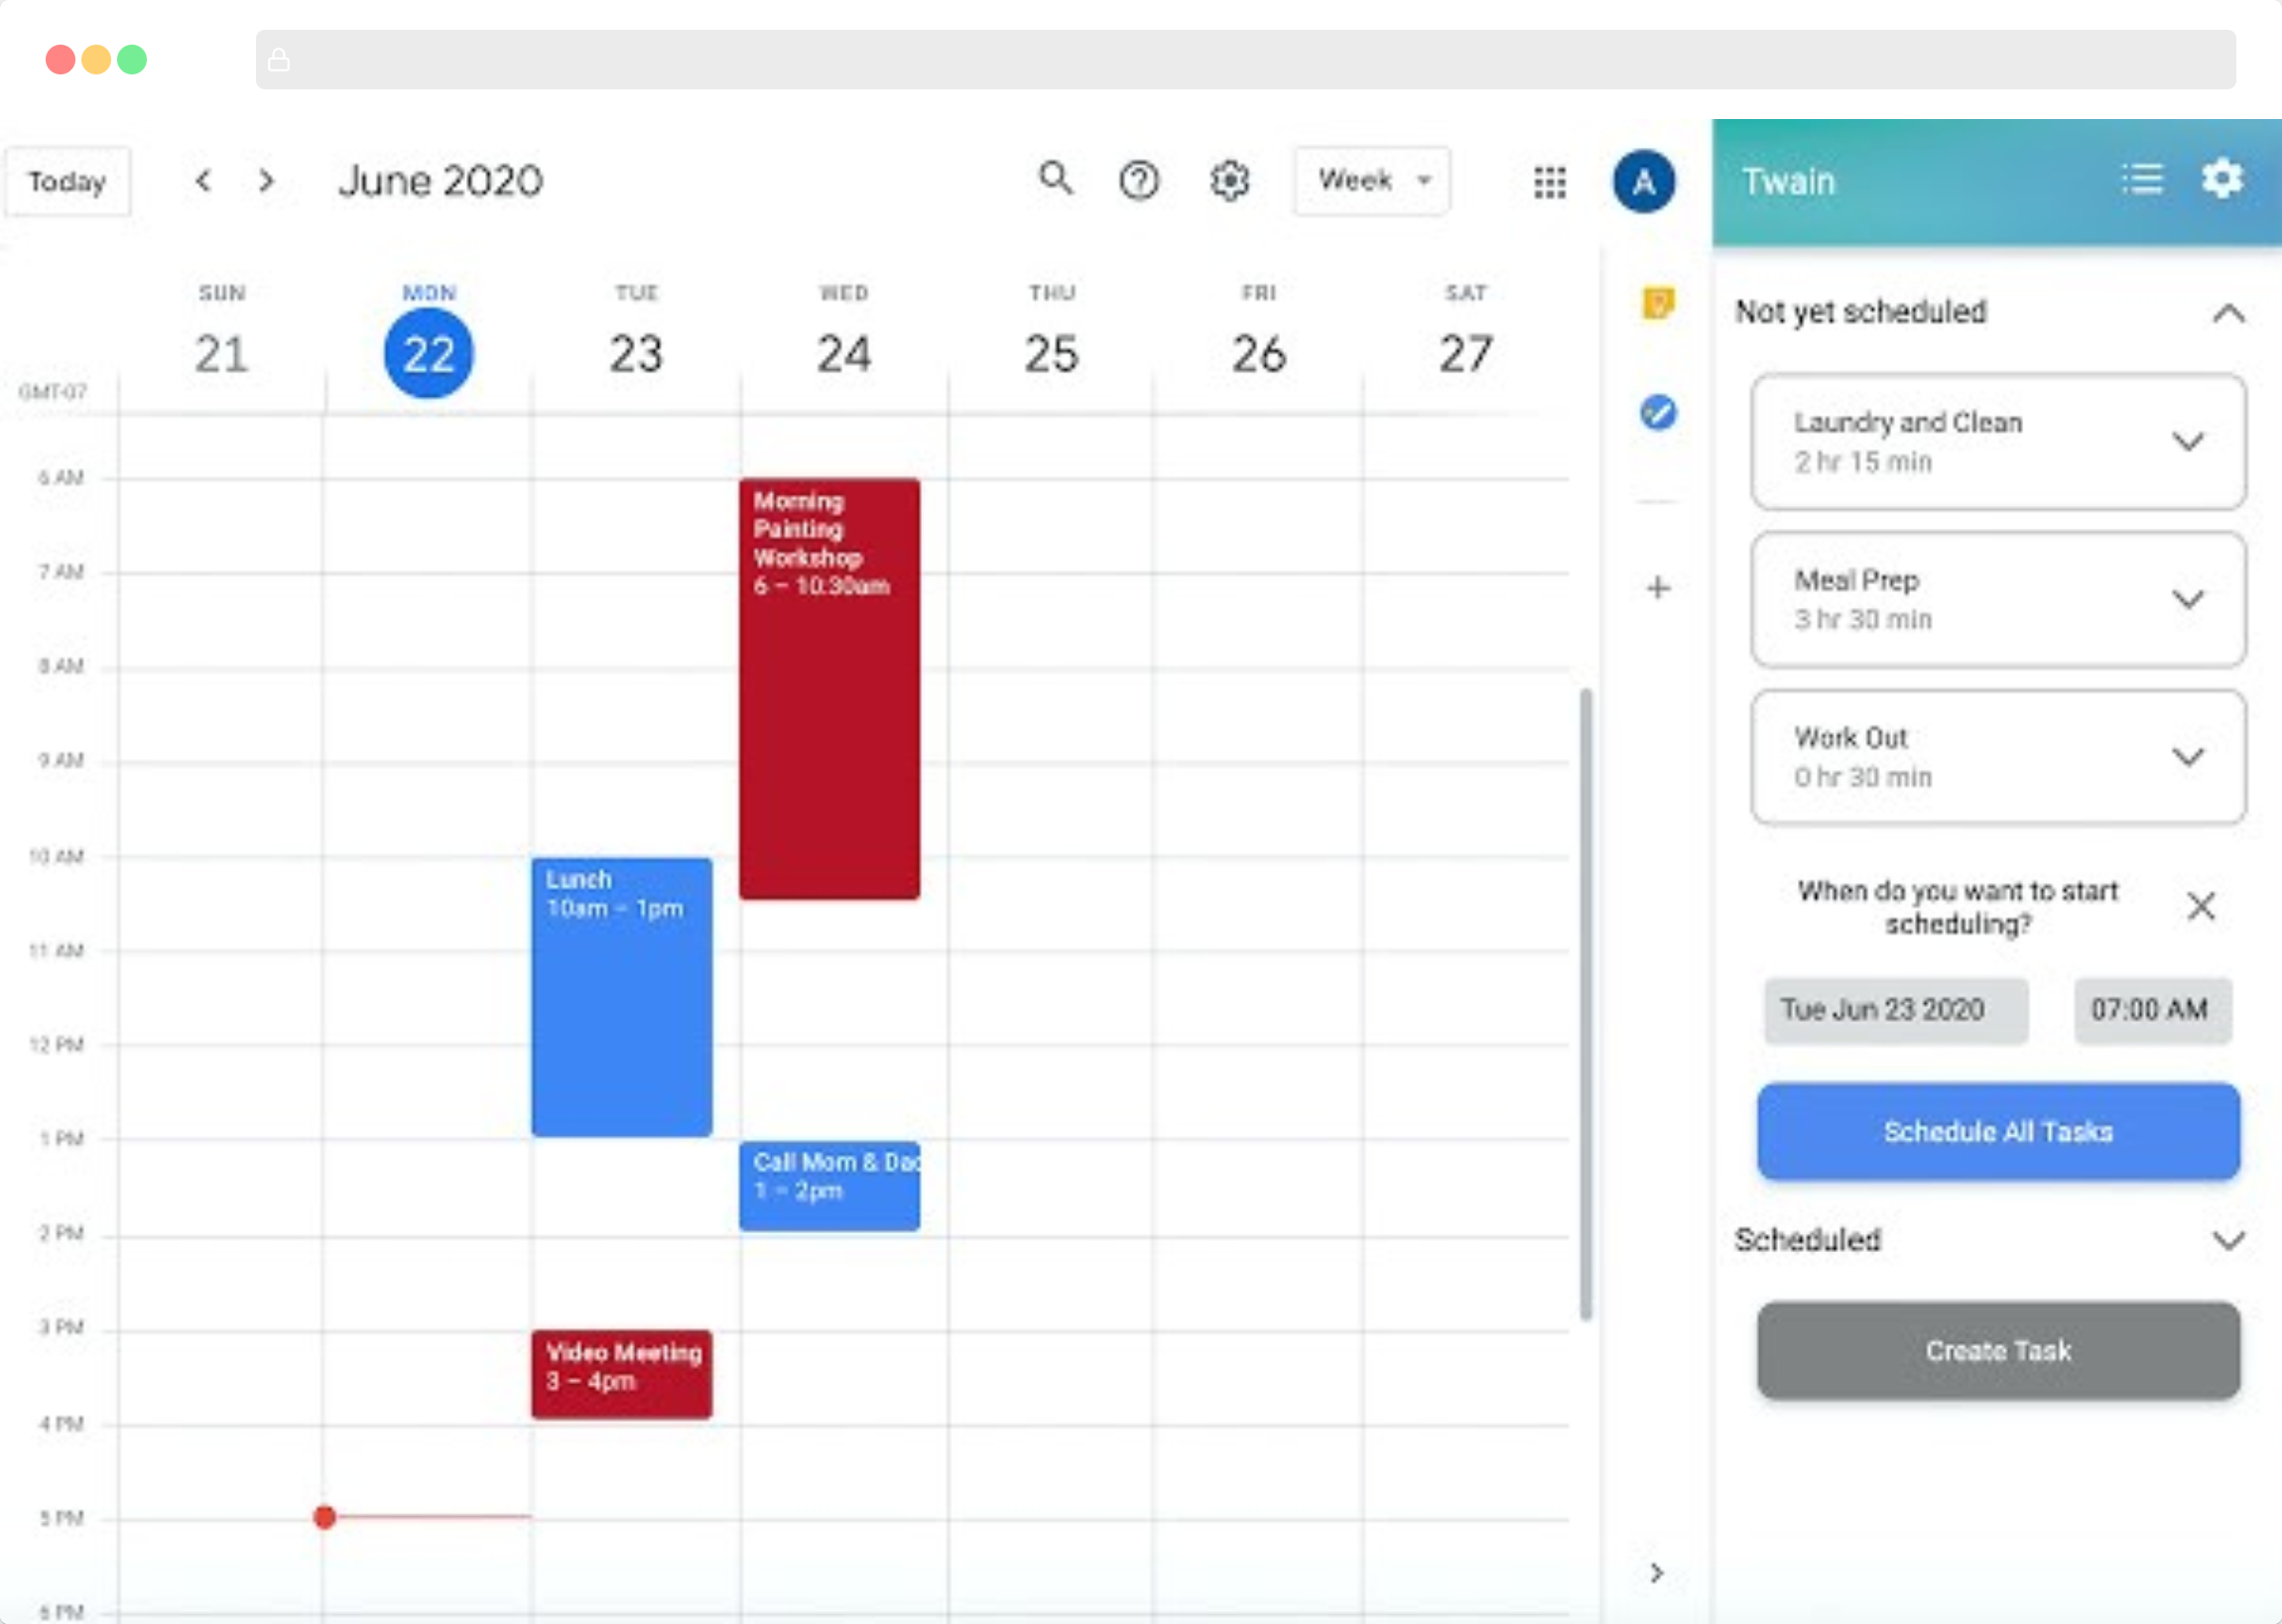 Today
June 2020
Week
A
Twain
SUN
MON
TUE
WED
THU
FRI
SAT
21
22
23
24
25
26
27
GMT-07
6 AM
7 AM
8 AM
9 AM
10 AM
11 AM
12 PM
1 PM
2 PM
3 PM
4 PM
5 PM
6 PM
Morning
Painting
Workshop
6 – 10:30am
Lunch
10am – 1pm
Call Mom & Dad
1 – 2pm
Video Meeting
3 – 4pm
Not yet scheduled
Laundry and Clean
2 hr 15 min
Meal Prep
3 hr 30 min
Work Out
0 hr 30 min
When do you want to start
scheduling?
Tue Jun 23 2020
07:00 AM
Schedule All Tasks
Scheduled
Create Task